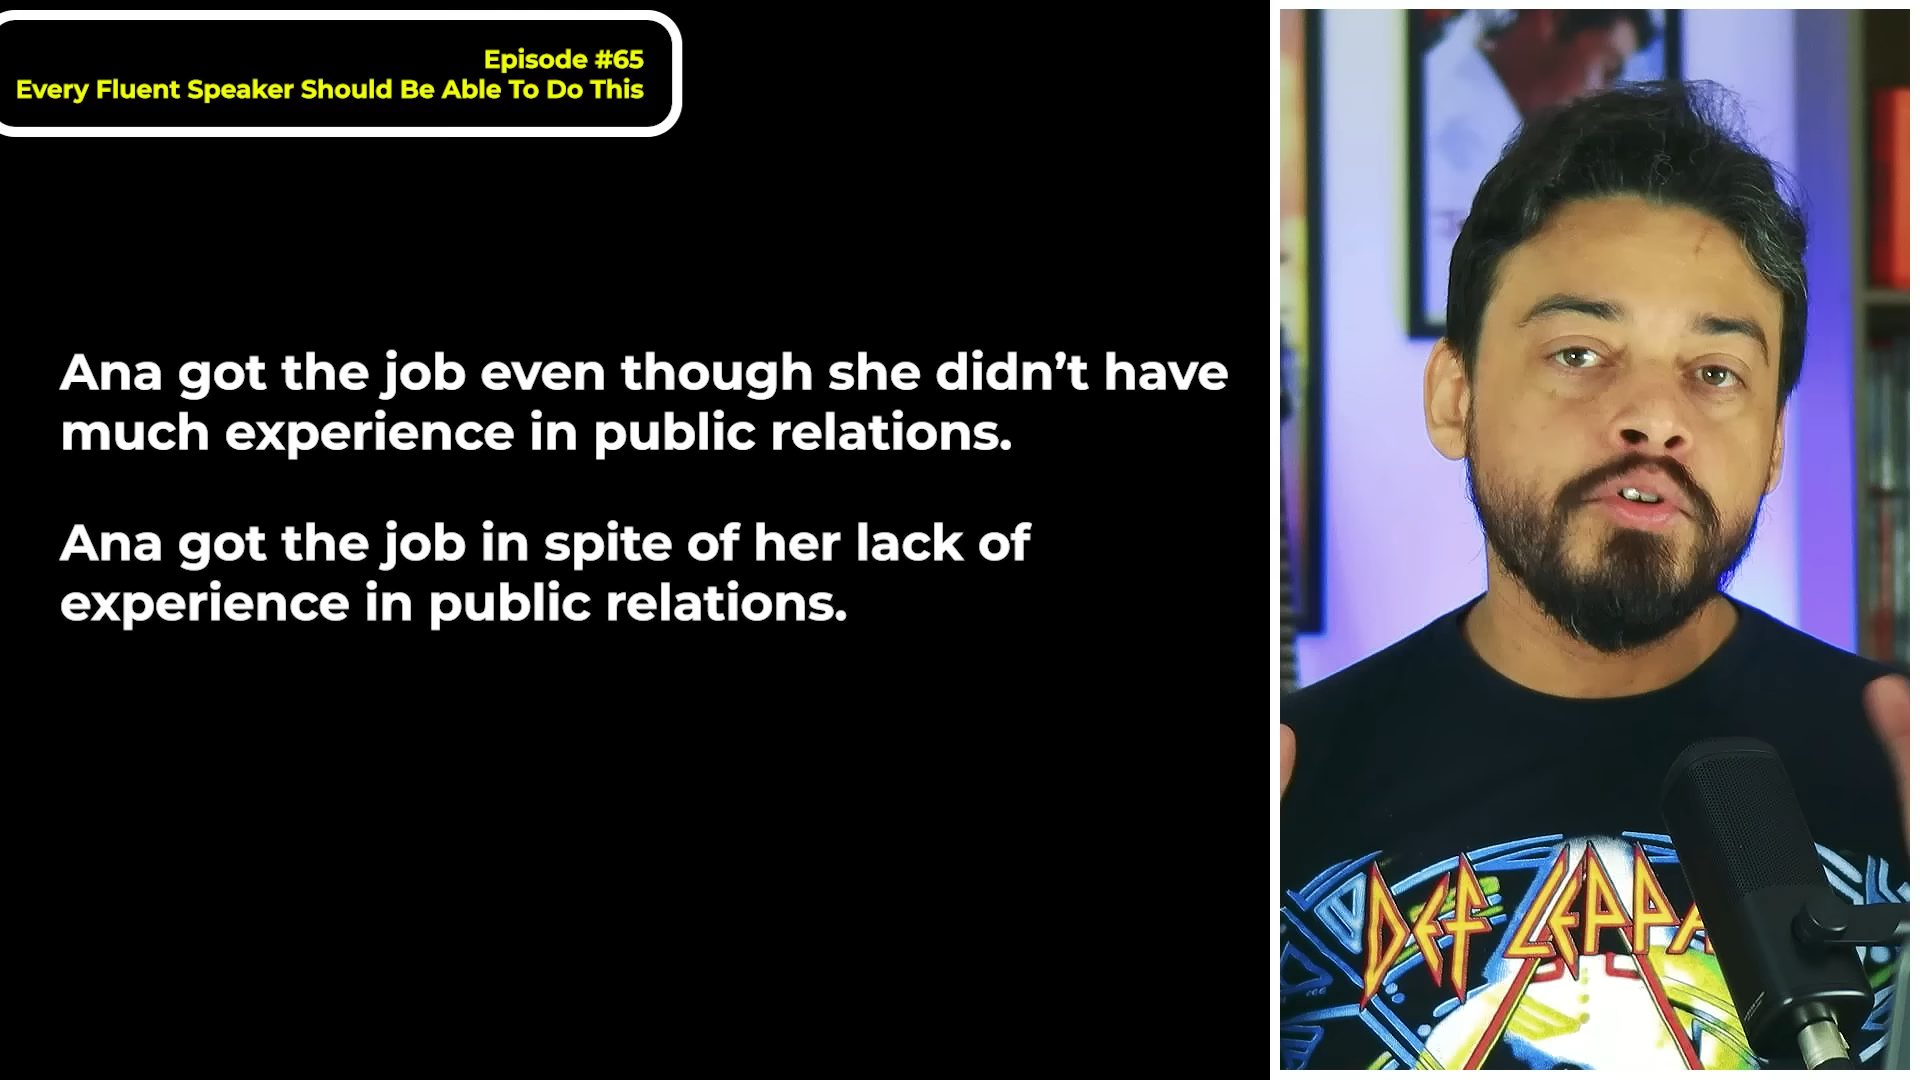 Episode #65
Every Fluent Speaker Should Be Able To Do This
Ana got the job even though she didn’t have
much experience in public relations.
Ana got the job in spite of her lack of
experience in public relations.
DEF LEPPA